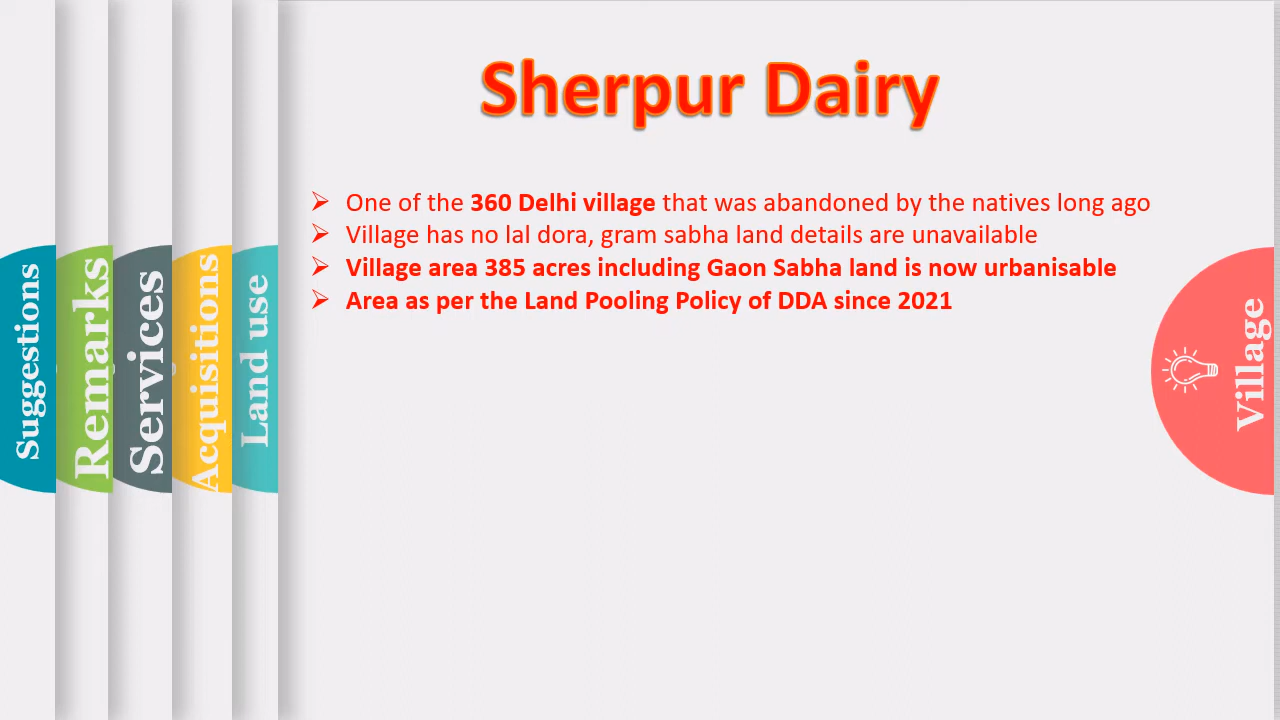 Sherpur Dairy
One of the 360 Delhi village that was abandoned by the natives long ago
Village has no lal dora, gram sabha land details are unavailable
Village area 385 acres including Gaon Sabha land is now urbanisable
Area as per the Land Pooling Policy of DDA since 2021
Suggestions
Remarks
Services
Acquisitions
Land use
Village